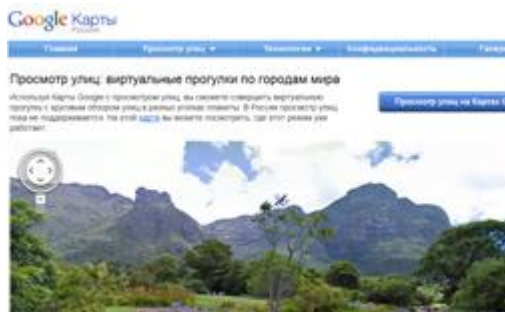 Google Карты
Россия
Главная Просмотр улиц Технологии Конфиденциальность
Просмотр улиц: виртуальные прогулки по городам мира
Используя Карты Google с просмотром улиц, вы сможете совершить виртуальную
прогулку с круговым обзором улиц в разных уголках планеты. В России просмотр улиц
пока не поддерживается. На этой карте вы можете посмотреть, где этот режим уже
работает.
Просмотр улиц на Картах